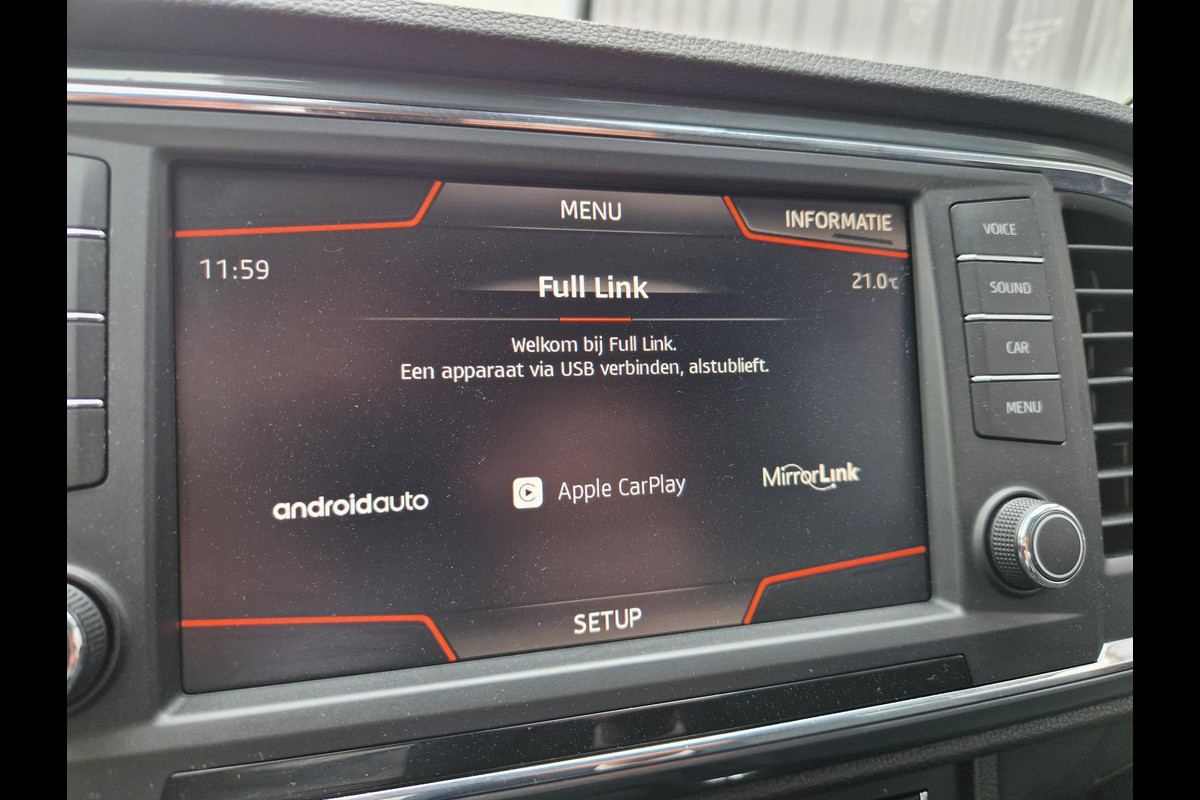 MENU
INFORMATIE
11:59
21.0°C
Full Link
Welkom bij Full Link.
Een apparaat via USB verbinden, alstublieft.
androidauto
Apple CarPlay
MirrorLink
SETUP
VOICE
SOUND
CAR
MENU